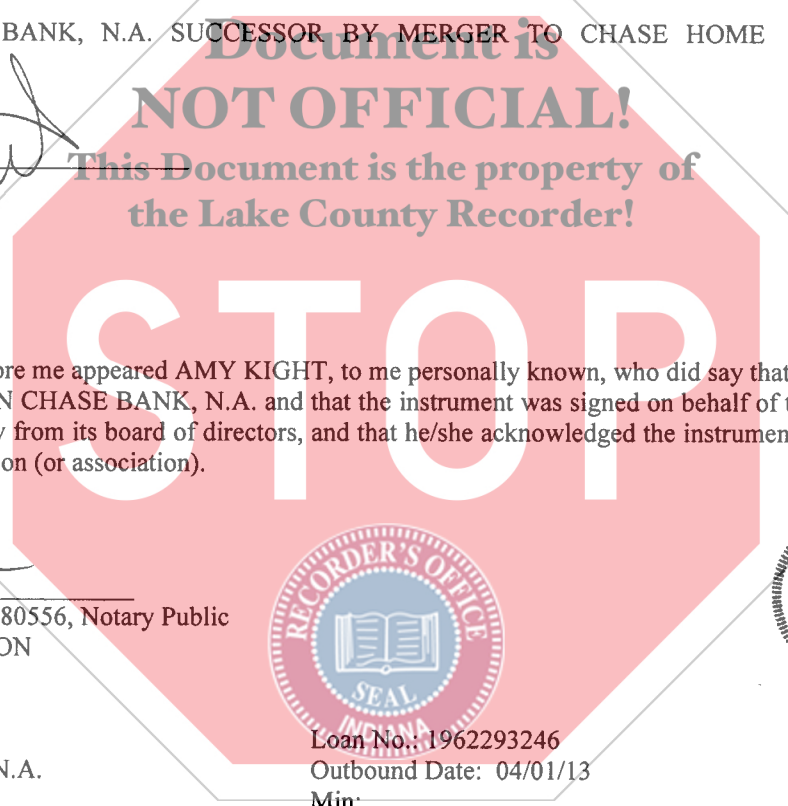 BANK, N.A. SUCCESSOR BY MERGER TO CHASE HOME
Document is
NOT OFFICIAL!
This Document is the property of
the Lake County Recorder!
STOP
ore me appeared AMY KIGHT, to me personally known, who did say that
N CHASE BANK, N.A. and that the instrument was signed on behalf of t
y from its board of directors, and that he/she acknowledged the instrumen
on (or association).
RECORDER'S OFFICE
SEAL
INDIANA
80556, Notary Public
ON
Loan No.: 1962293246
N.A.
Outbound Date: 04/01/13
Min: